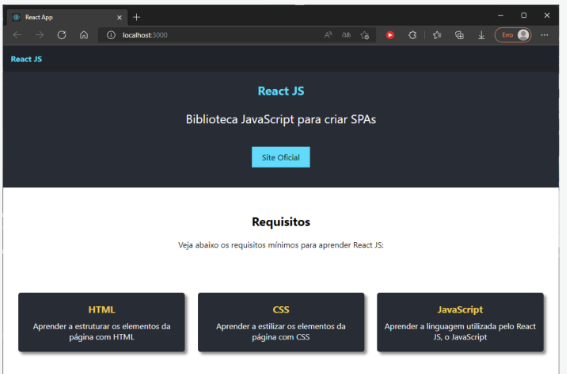 React App
localhost:3000
Erro
React JS
React JS
Biblioteca JavaScript para criar SPAs
Site Oficial
Requisitos
Veja abaixo os requisitos mínimos para aprender React JS:
HTML
Aprender a estruturar os elementos da
página com HTML
CSS
Aprender a estilizar os elementos da
página com CSS
JavaScript
Aprender a linguagem utilizada pelo React
JS, o JavaScript